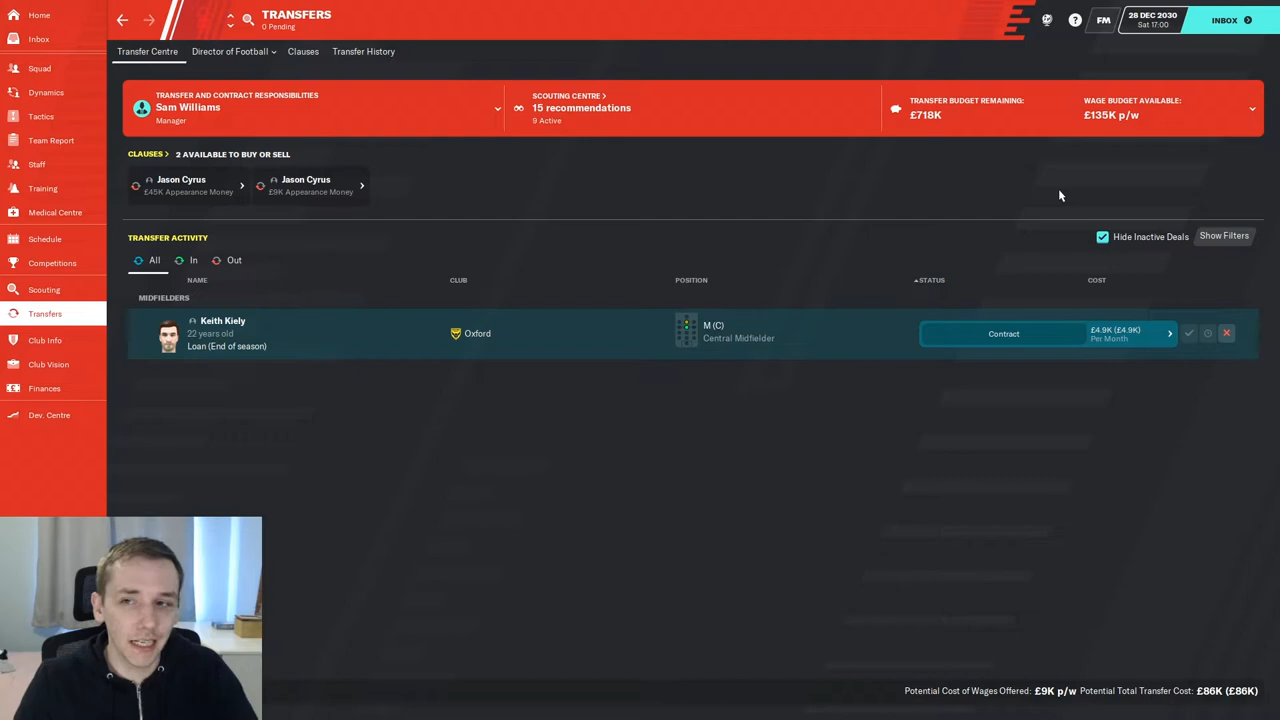 Home
Inbox
Squad
Dynamics
Tactics
Team Report
Staff
Training
Medical Centre
Schedule
Competitions
Scouting
Transfers
Club Info
Club Vision
Finances
Dev. Centre
TRANSFERS
0 Pending
FM
28 DEC 2030
Sat 17:00
INBOX
Transfer Centre
Director of Football
Clauses
Transfer History
TRANSFER AND CONTRACT RESPONSIBILITIES
Sam Williams
Manager
SCOUTING CENTRE >
15 recommendations
9 Active
TRANSFER BUDGET REMAINING:
£718K
WAGE BUDGET AVAILABLE:
£135K p/w
CLAUSES > 2 AVAILABLE TO BUY OR SELL
Jason Cyrus
£45K Appearance Money
Jason Cyrus
£9K Appearance Money
TRANSFER ACTIVITY
Hide Inactive Deals
Show Filters
All
In
Out
NAME
CLUB
POSITION
STATUS
COST
MIDFIELDERS
Keith Kiely
22 years old
Loan (End of season)
Oxford
M (C)
Central Midfielder
Contract
£4.9K (£4.9K)
Per Month
Potential Cost of Wages Offered: £9K p/w Potential Total Transfer Cost: £86K (£86K)